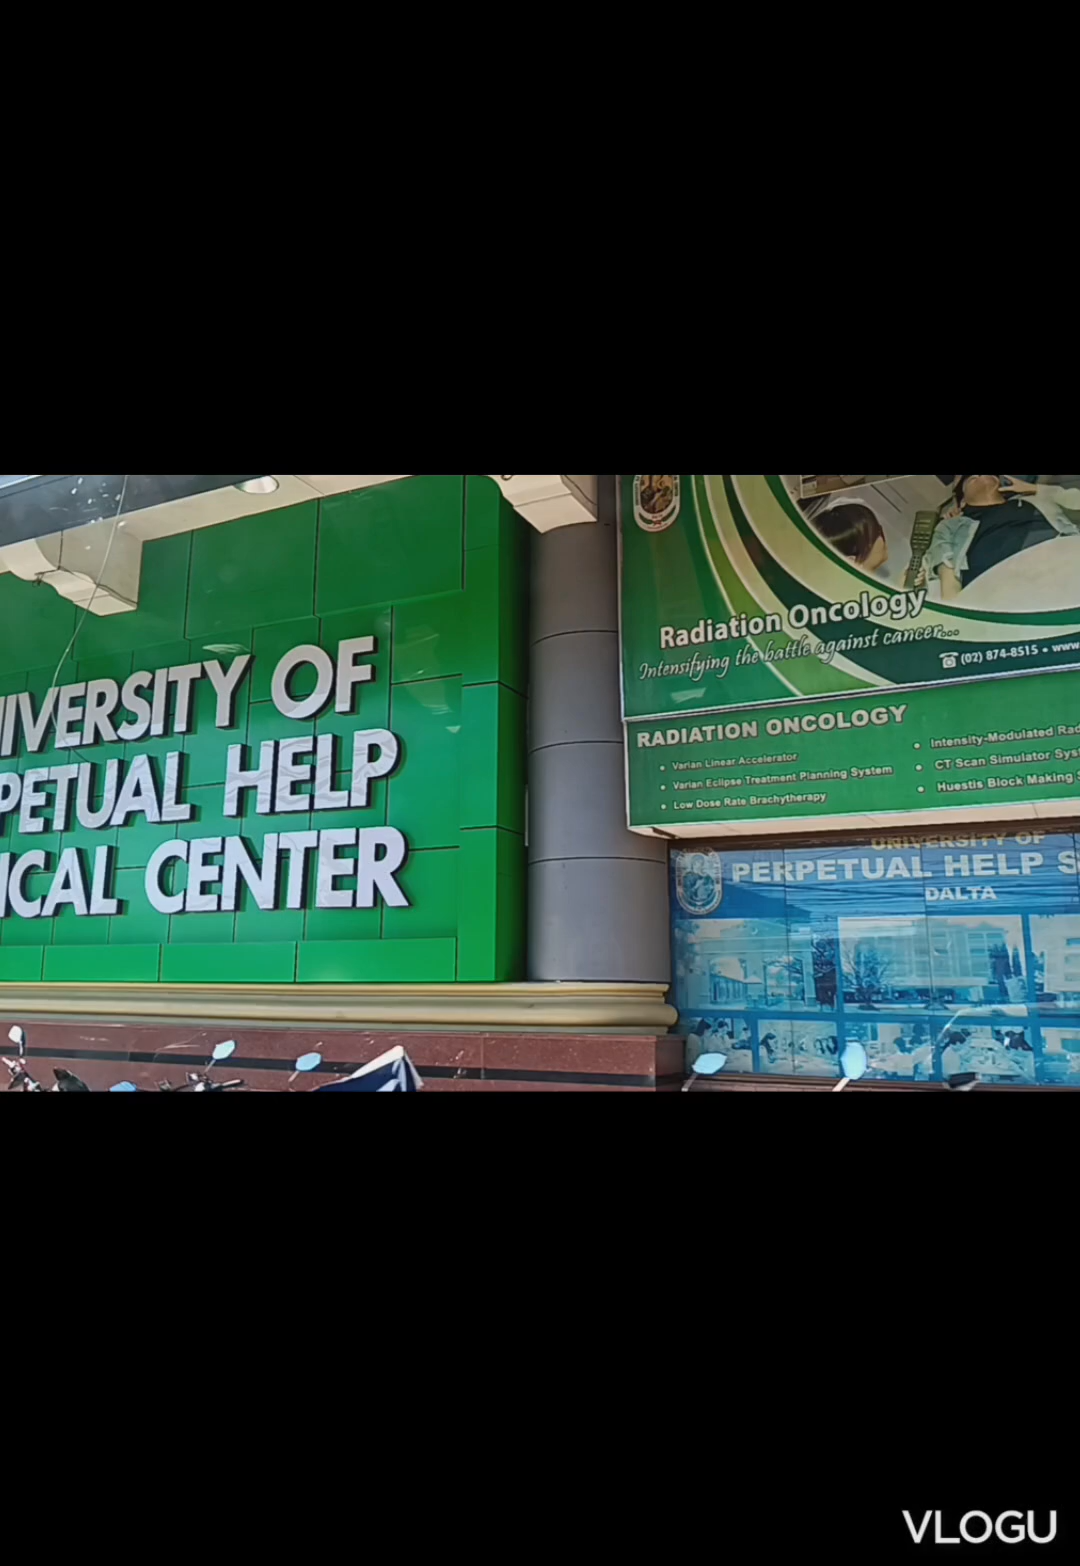 IVERSITY OF
PETUAL HELP
ICAL CENTER
Radiation Oncology
Intensifying the battle against cancer...
(02) 874-8515 • www.
RADIATION ONCOLOGY
• Varian Linear Accelerator
• Varian Eclipse Treatment Planning System
• Low Dose Rate Brachytherapy
• Intensity-Modulated Rad
• CT Scan Simulator Sys
• Huestis Block Making
UNIVERSITY OF
PERPETUAL HELP S
DALTA
VLOGU